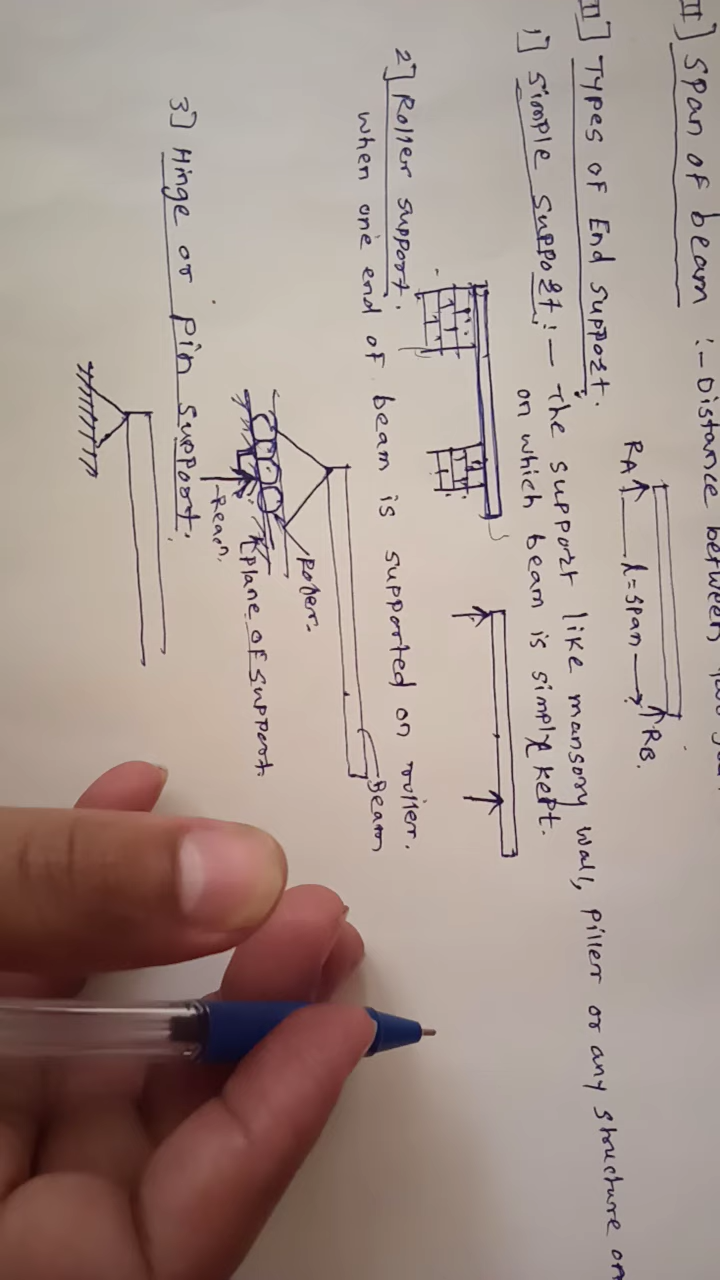 II] Span of beam :- Distance between
RA l=span RB.
II] Types of End support.
1] Simple support :- The support like mansory wall, piller or any structure on
on which beam is simply kept.
2] Roller support.
when one end of beam is supported on roller.
Beam
Roller.
plane of support.
Rean.
3] Hinge or pin support.